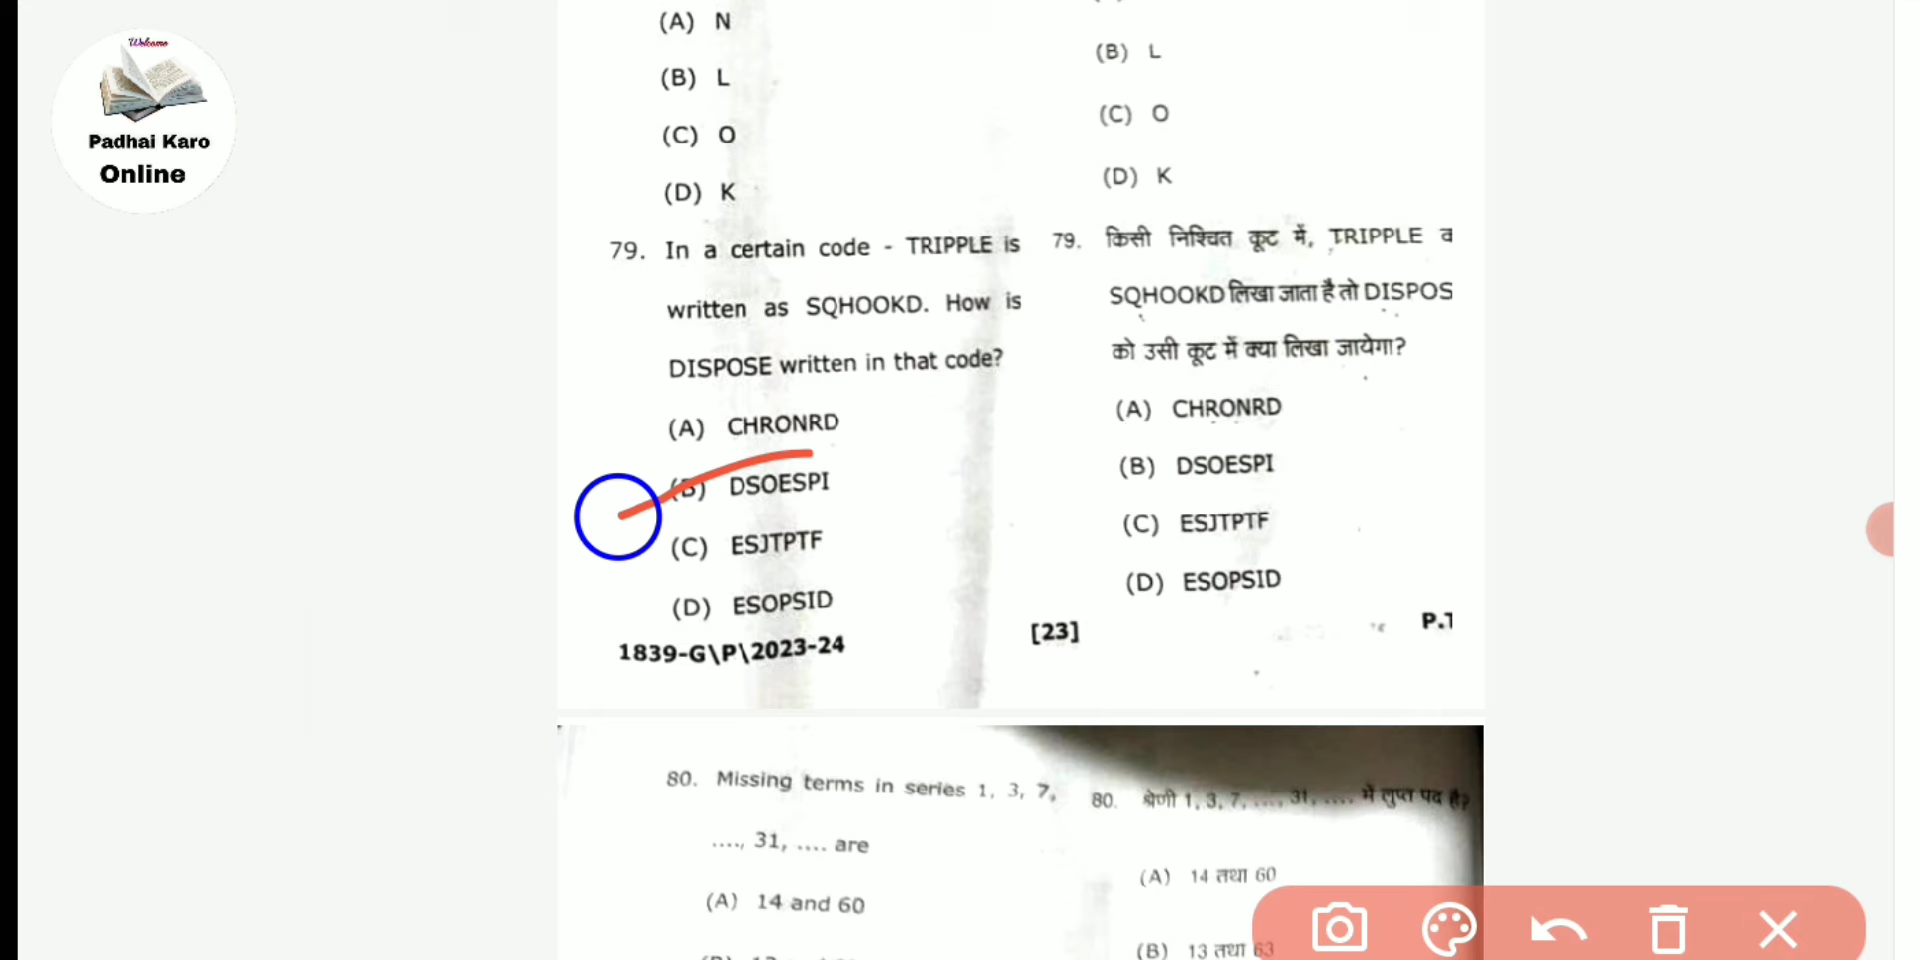 Welcome
Padhai Karo
Online
(A) N
(B) L
(C) O
(D) K
79. In a certain code - TRIPPLE is
written as SQHOOKD. How is
DISPOSE written in that code?
(A) CHRONRD
(B) DSOESPI
(C) ESJTPTF
(D) ESOPSID
1839-G\P\2023-24
[23]
(B) L
(C) O
(D) K
79. किसी निश्चित कूट में, TRIPPLE
SQHOOKD लिखा जाता है तो DISPOS
को उसी कूट में क्या लिखा जायेगा?
(A) CHRONRD
(B) DSOESPI
(C) ESJTPTF
(D) ESOPSID
80. Missing terms in series 1, 3, 7,
...., 31, .... are
(A) 14 and 60
80. श्रेणी 1, 3, 7, ...., 31, .... में लुप्त पद है?
(A) 14 तथा 60
(B) 13 तथा 63